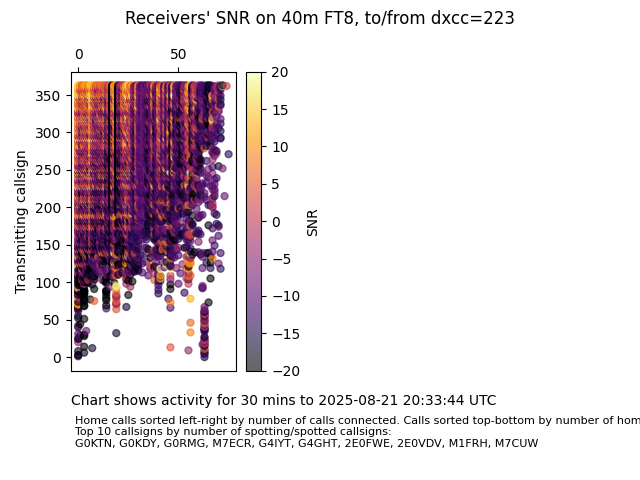 Receivers' SNR on 40m FT8, to/from dxcc=223
0 50
350
300
250
200
150
100
50
0
Transmitting callsign
20
15
10
5
0
−5
−10
−15
−20
SNR
Chart shows activity for 30 mins to 2025-08-21 20:33:44 UTC
Home calls sorted left-right by number of calls connected. Calls sorted top-bottom by number of hom
Top 10 callsigns by number of spotting/spotted callsigns:
G0KTN, G0KDY, G0RMG, M7ECR, G4IYT, G4GHT, 2E0FWE, 2E0VDV, M1FRH, M7CUW